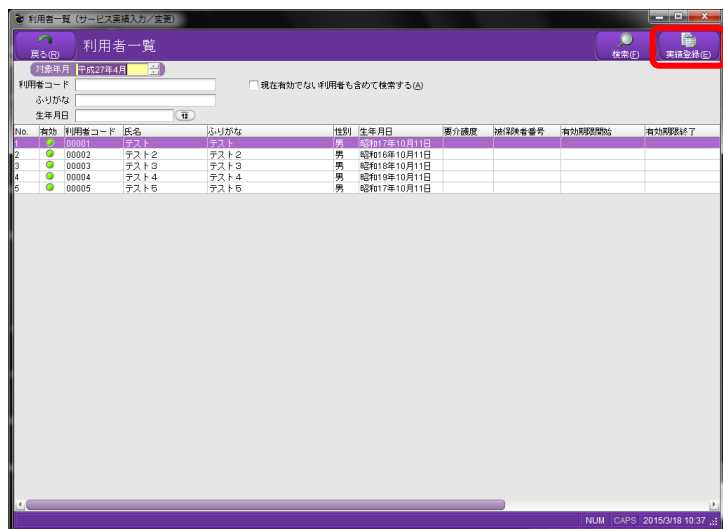 利用者一覧（サービス実績入力／変更）
戻る(R)
利用者一覧
検索(F)
実績登録(E)
対象年月 平成27年4月
利用者コード
現在有効でない利用者も含めて検索する(A)
ふりがな
生年月日
No. 有効 利用者コード 氏名 ふりがな 性別 生年月日 要介護度 被保険者番号 有効期限開始 有効期限終了
1 00001 テスト テスト 男 昭和17年10月11日
2 00002 テスト２ テスト２ 男 昭和16年10月11日
3 00003 テスト３ テスト３ 男 昭和18年10月11日
4 00004 テスト４ テスト４ 男 昭和19年10月11日
5 00005 テスト５ テスト５ 男 昭和17年10月11日
NUM CAPS 2015/3/18 10:37